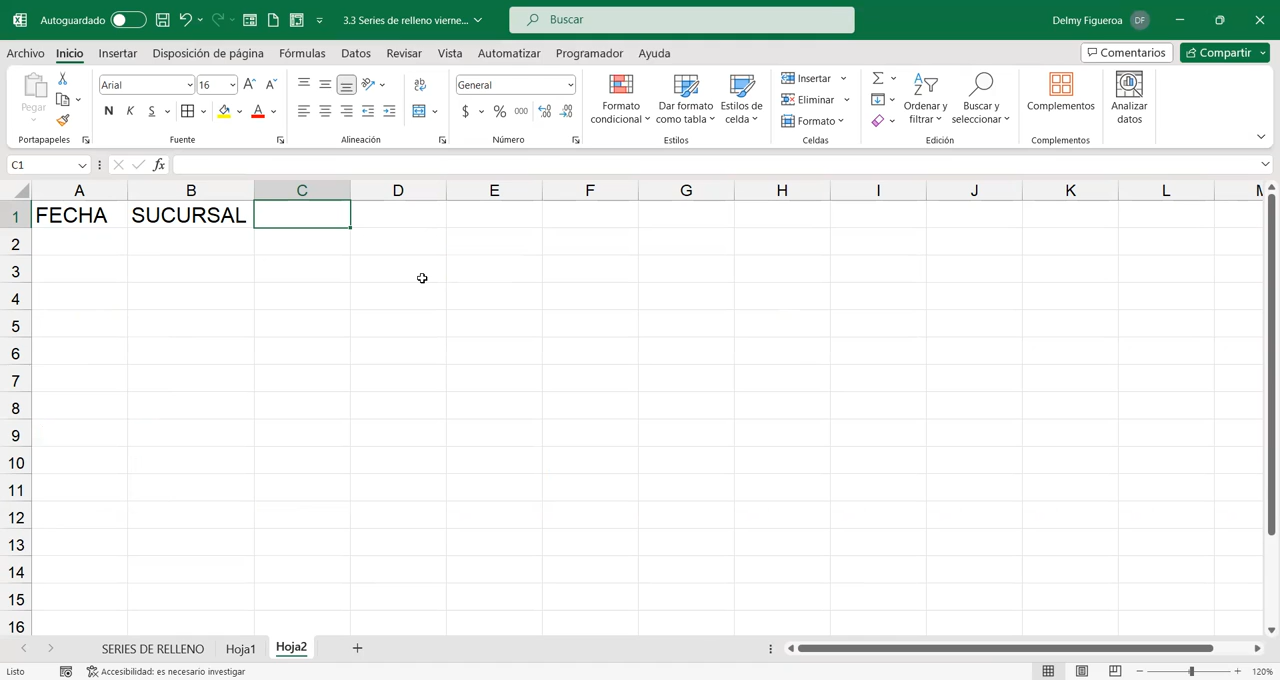 Autoguardado
3.3 Series de relleno vierne...
Buscar
Delmy Figueroa
DF
Archivo
Inicio
Insertar
Disposición de página
Fórmulas
Datos
Revisar
Vista
Automatizar
Programador
Ayuda
Comentarios
Compartir
Pegar
Portapapeles
Arial
16
N
K
S
Fuente
Alineación
General
$
%
000
Número
Formato
condicional
Dar formato
como tabla
Estilos de
celda
Estilos
Insertar
Eliminar
Formato
Celdas
Ordenar y
filtrar
Buscar y
seleccionar
Edición
Complementos
Complementos
Analizar
datos
C1
fx
A B C D E F G H I J K L M
1 FECHA SUCURSAL
2
3
4
5
6
7
8
9
10
11
12
13
14
15
16
SERIES DE RELLENO
Hoja1
Hoja2
Listo
Accesibilidad: es necesario investigar
120%